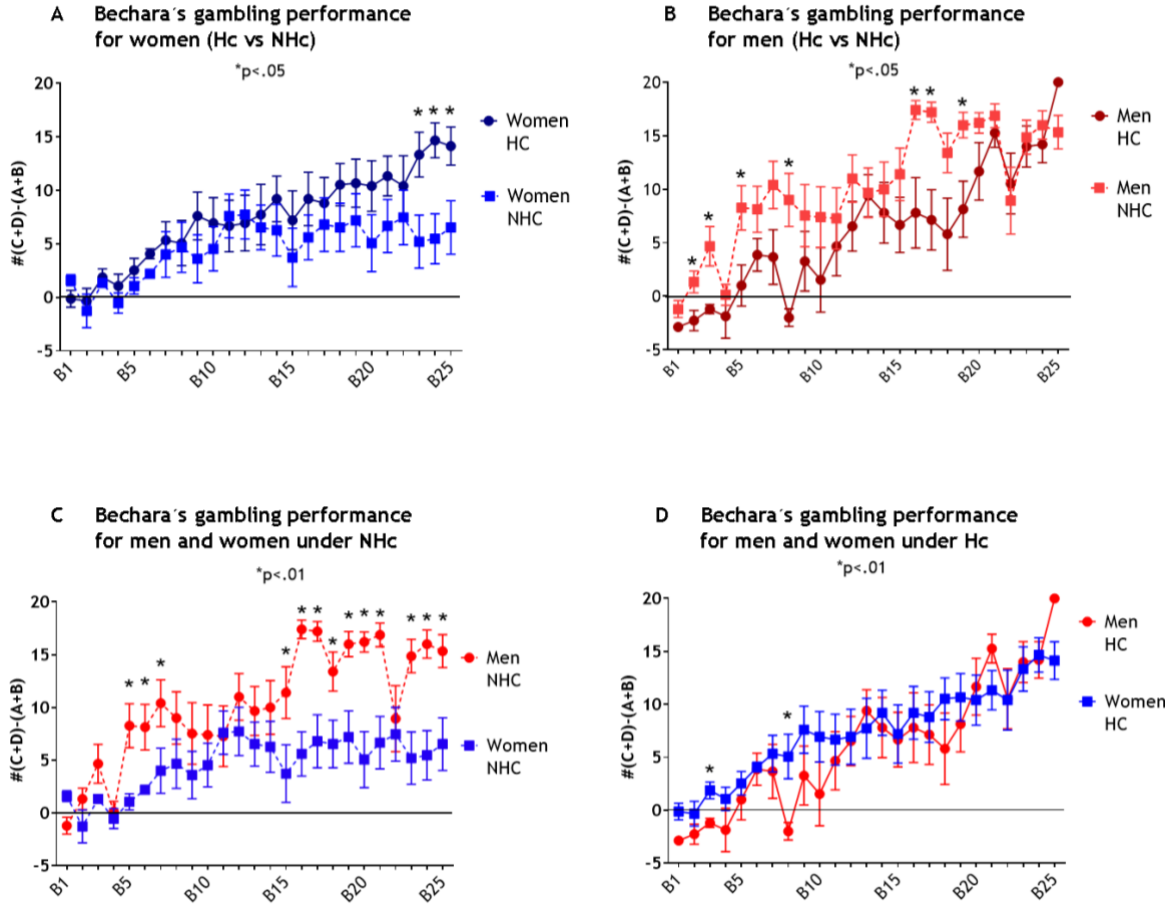 A Bechara´s gambling performance
for women (Hc vs NHc)
*p<.05
#(C+D)-(A+B)
20
15
10
5
0
-5
B1
B5
B10
B15
B20
B25
* * *
Women
HC
Women
NHC
B Bechara´s gambling performance
for men (Hc vs NHc)
*p<.05
#(C+D)-(A+B)
20
15
10
5
0
-5
B1
B5
B10
B15
B20
B25
* * * * * * *
Men
HC
Men
NHC
C Bechara´s gambling performance
for men and women under NHc
*p<.01
#(C+D)-(A+B)
20
15
10
5
0
-5
B1
B5
B10
B15
B20
B25
* * * * * * * * * * * * *
Men
NHC
Women
NHC
D Bechara´s gambling performance
for men and women under Hc
*p<.01
#(C+D)-(A+B)
20
15
10
5
0
-5
B1
B5
B10
B15
B20
B25
* *
Men
HC
Women
HC